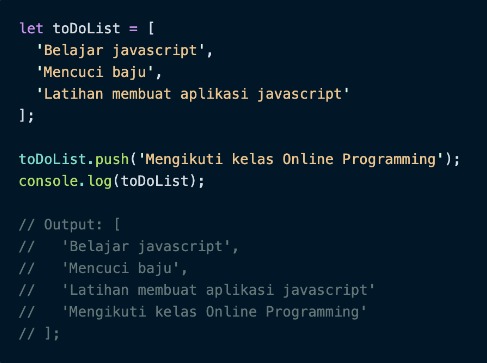 let toDoList = [
  'Belajar javascript',
  'Mencuci baju',
  'Latihan membuat aplikasi javascript'
];

toDoList.push('Mengikuti kelas Online Programming');
console.log(toDoList);

// Output: [
//   'Belajar javascript',
//   'Mencuci baju',
//   'Latihan membuat aplikasi javascript'
//   'Mengikuti kelas Online Programming'
// ];